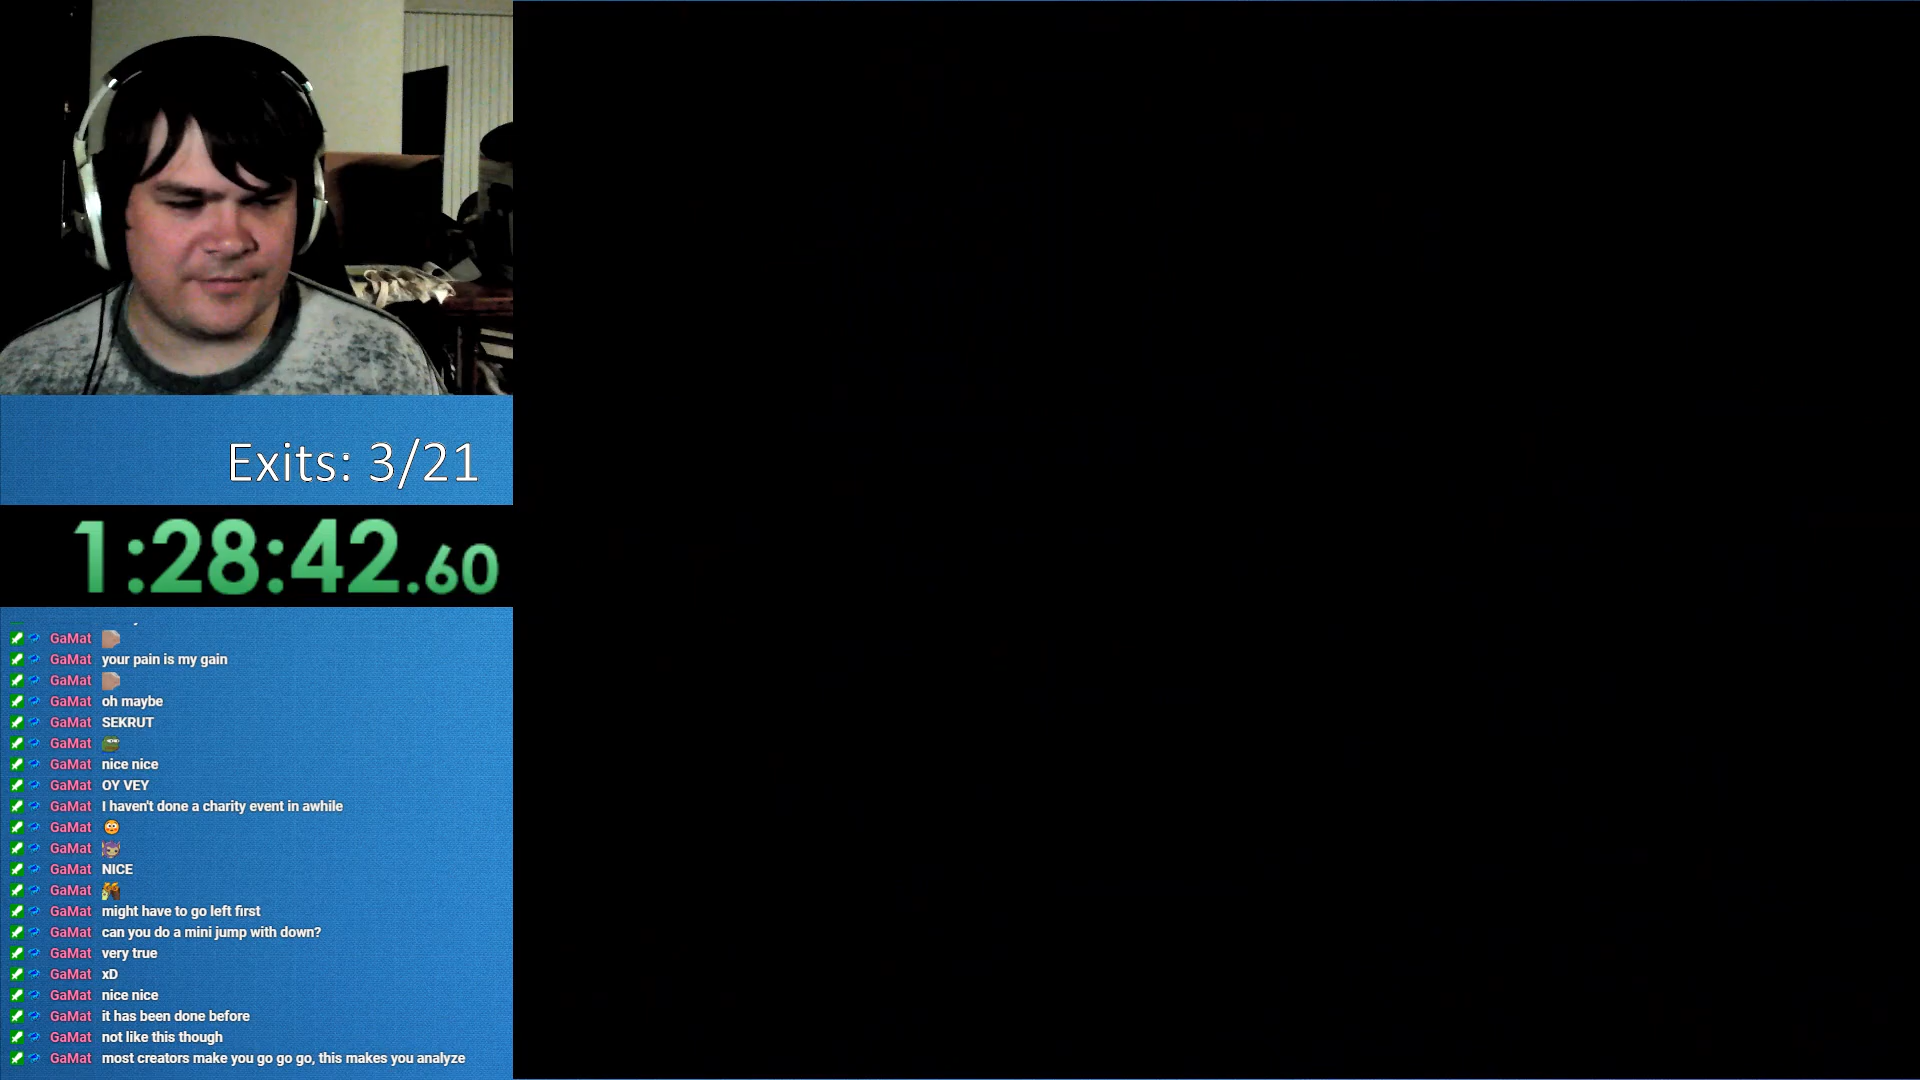 Exits: 3/21
1:28:42.60
GaMat
GaMat your pain is my gain
GaMat
GaMat oh maybe
GaMat SEKRUT
GaMat
GaMat nice nice
GaMat OY VEY
GaMat I haven't done a charity event in awhile
GaMat
GaMat
GaMat NICE
GaMat
GaMat might have to go left first
GaMat can you do a mini jump with down?
GaMat very true
GaMat xD
GaMat nice nice
GaMat it has been done before
GaMat not like this though
GaMat most creators make you go go go, this makes you analyze